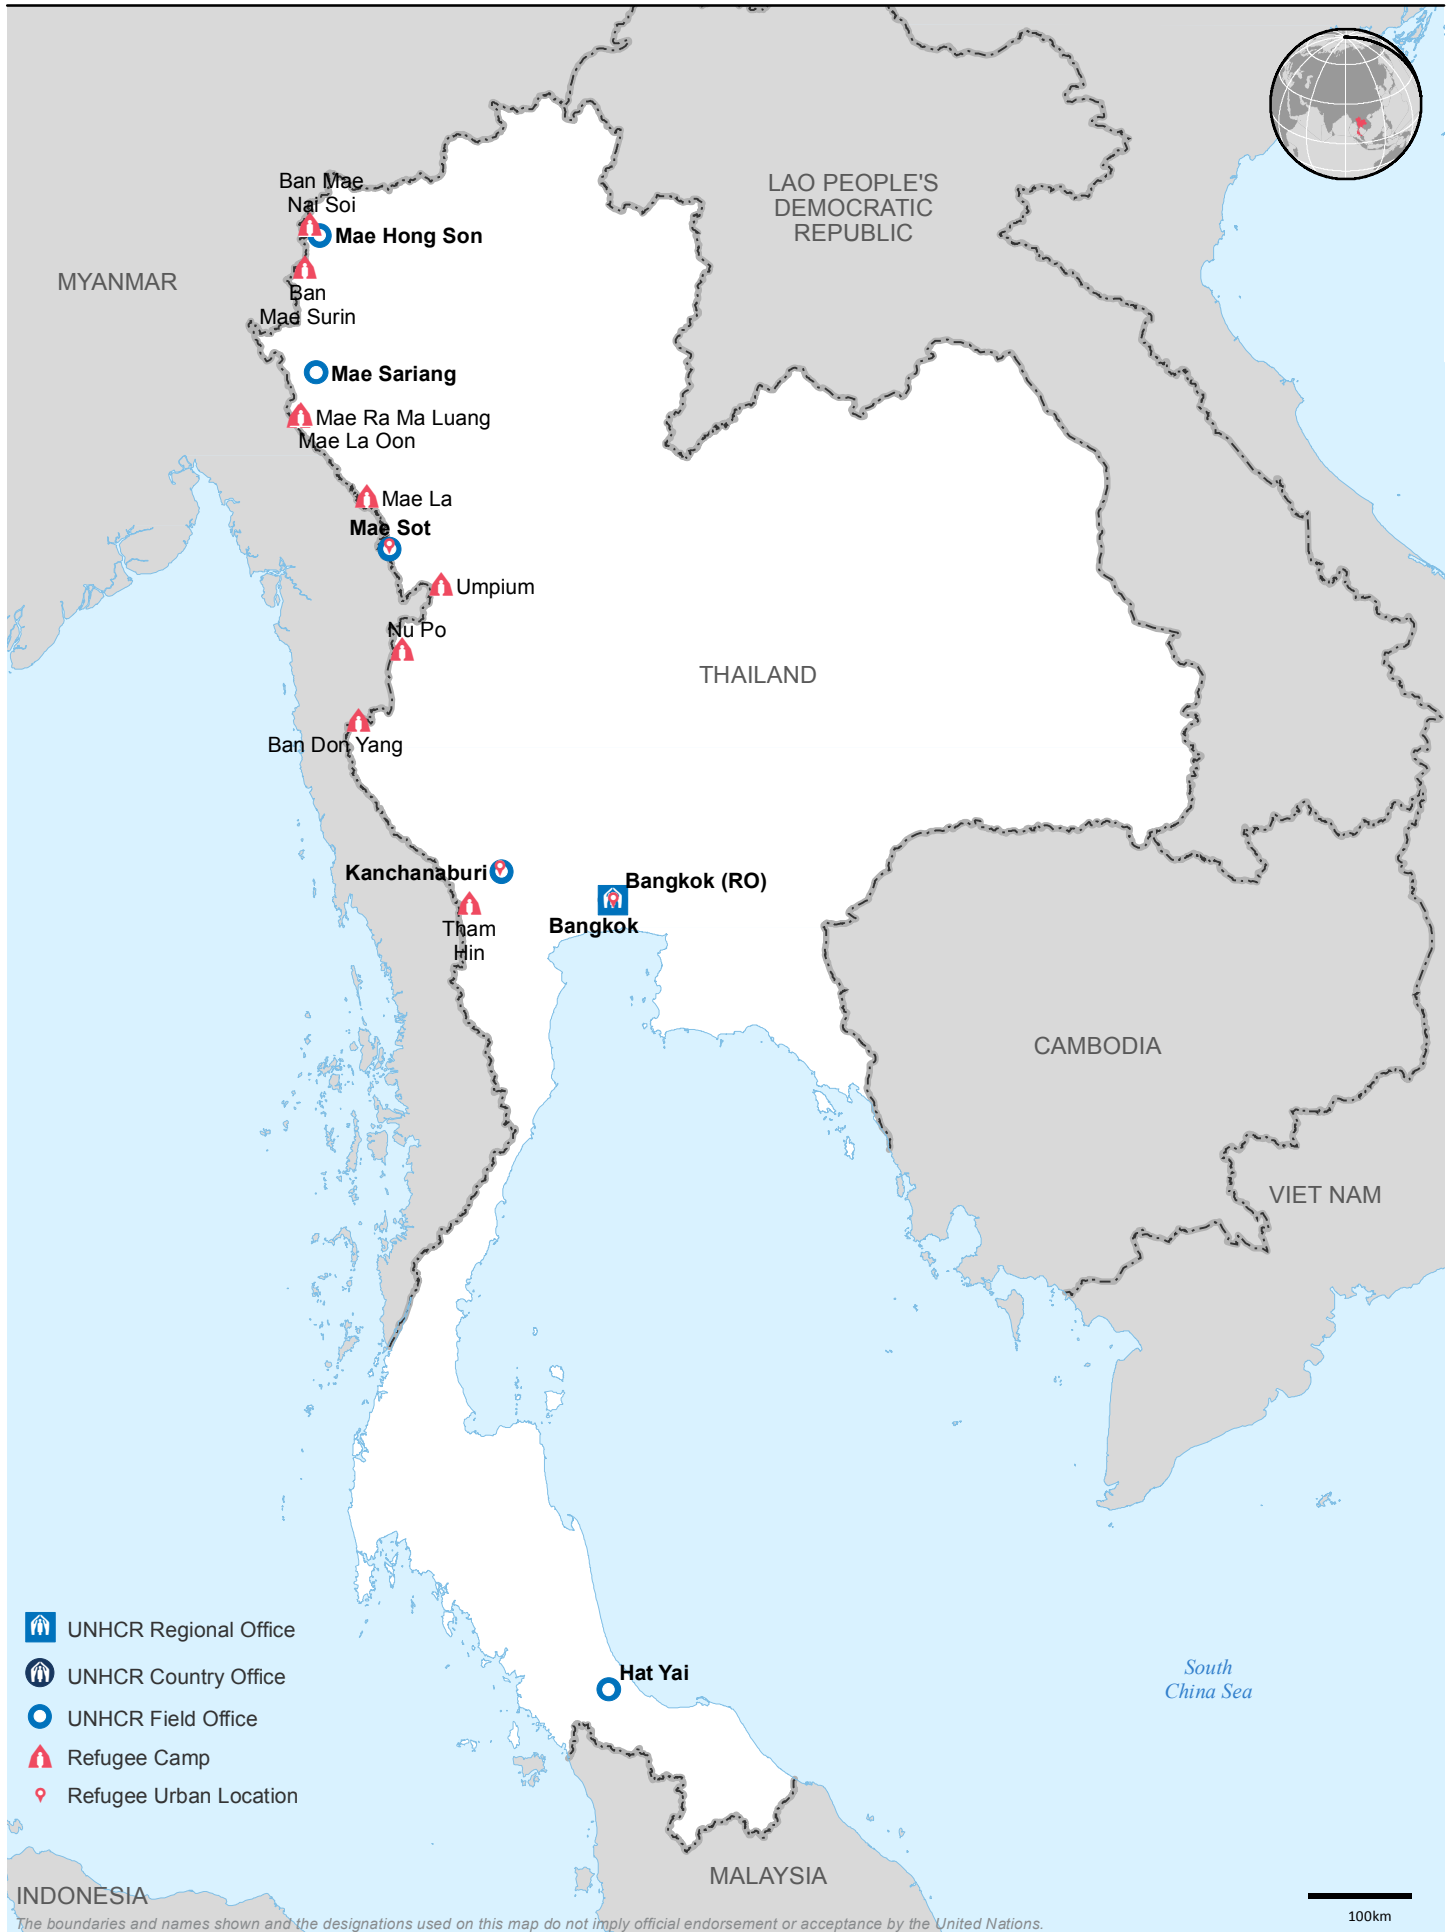 LAO PEOPLE'S
DEMOCRATIC
REPUBLIC
Ban Mae
Nai Soi
Mae Hong Son
MYANMAR
Ban
Mae Surin
Mae Sariang
Mae Ra Ma Luang
Mae La Oon
Mae La
Mae Sot
Umpium
Nu Po
THAILAND
Ban Don Yang
Kanchanaburi
Bangkok (RO)
Bangkok
Tham
Hin
CAMBODIA
VIET NAM
UNHCR Regional Office
UNHCR Country Office
UNHCR Field Office
Refugee Camp
Refugee Urban Location
Hat Yai
South
China Sea
MALAYSIA
INDONESIA
100km
The boundaries and names shown and the designations used on this map do not imply official endorsement or acceptance by the United Nations.